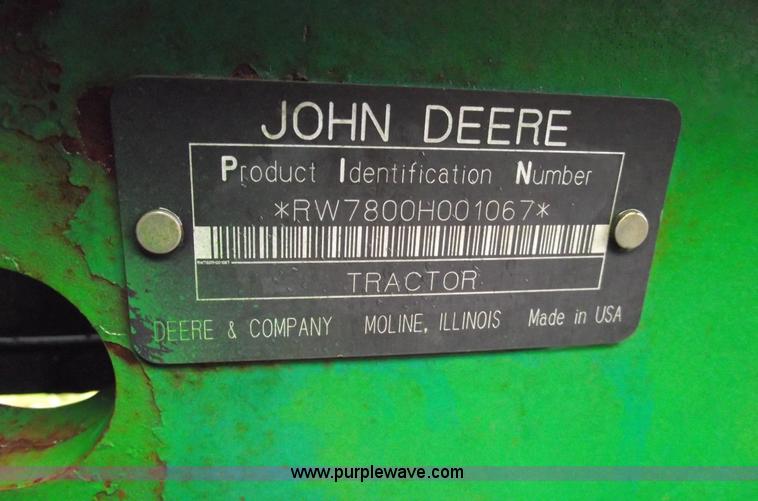 JOHN DEERE
Product Identification Number
*RW7800H001067*
TRACTOR
DEERE & COMPANY MOLINE, ILLINOIS Made in USA
www.purplewave.com